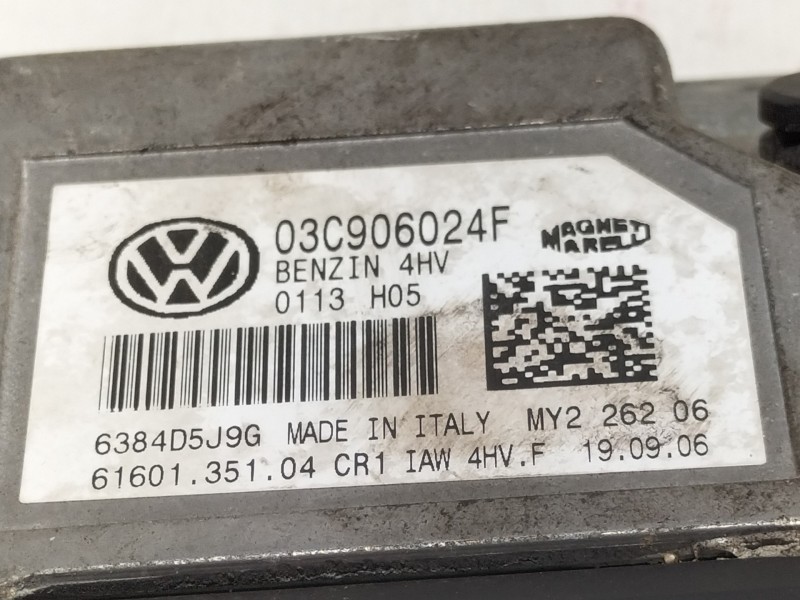 03C906024F
MAGNETI
MARELLI
BENZIN 4HV
0113 H05
6384D5J9G MADE IN ITALY MY2 262 06
61601.351.04 CR1 IAW 4HV.F 19.09.06